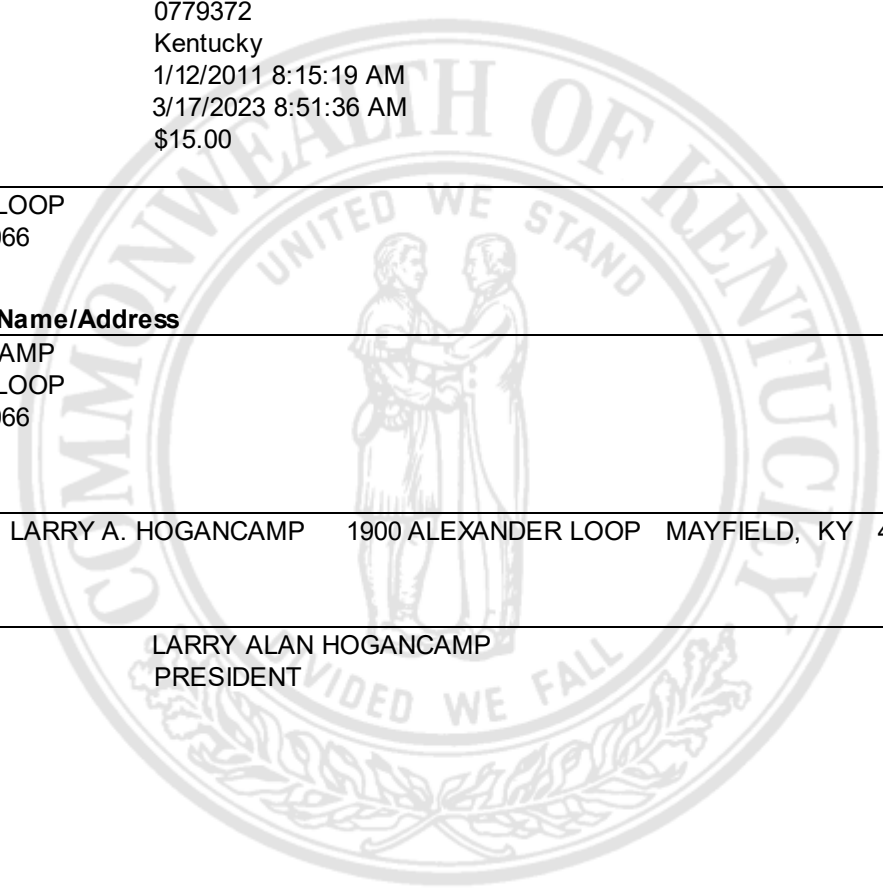 0779372
Kentucky
1/12/2011 8:15:19 AM
3/17/2023 8:51:36 AM
$15.00
LOOP
066
Name/Address
AMP
LOOP
066
LARRY A. HOGANCAMP 1900 ALEXANDER LOOP MAYFIELD, KY 4
LARRY ALAN HOGANCAMP
PRESIDENT
COMMONWEALTH OF KENTUCKY
UNITED WE STAND
DIVIDED WE FALL